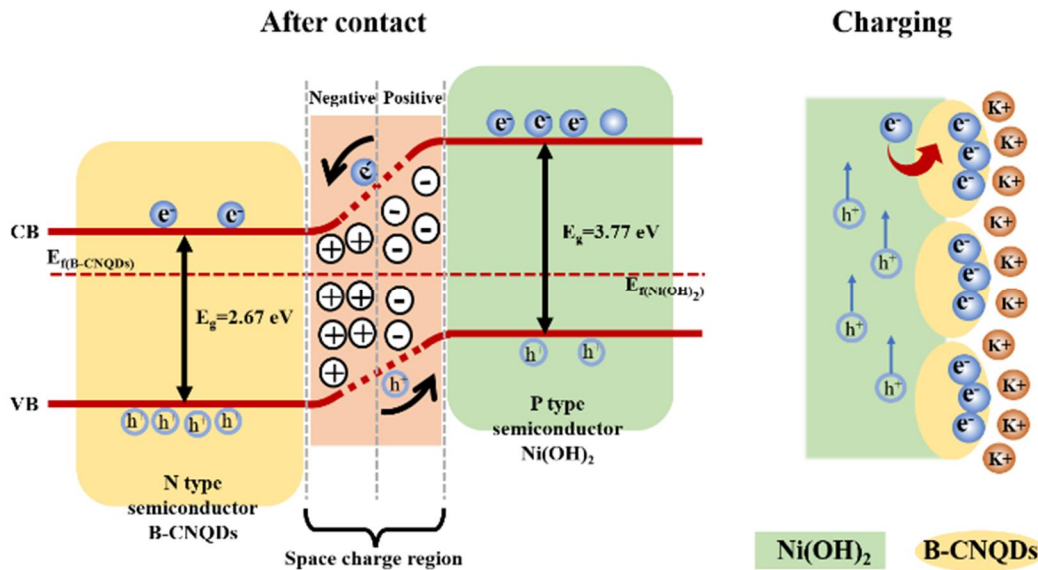 After contact
Charging
Negative
Positive
e⁻ e⁻ e⁻
e⁻
e⁻ e⁻
CB
E_f(B-CNQDs)
E_g=2.67 eV
E_g=3.77 eV
E_f(Ni(OH)₂)
- - - - - -
+ + + + + + + +
h⁺
h⁺ h⁺
VB
h⁺ h⁺ h⁺ h⁺
N type
semiconductor
B-CNQDs
P type
semiconductor
Ni(OH)₂
Space charge region
e⁻
e⁻ e⁻ e⁻
e⁻ e⁻ e⁻
e⁻ e⁻ e⁻
h⁺
h⁺
h⁺
h⁺
K+
K+
K+
K+
K+
K+
K+
K+
K+
K+
Ni(OH)₂
B-CNQDs